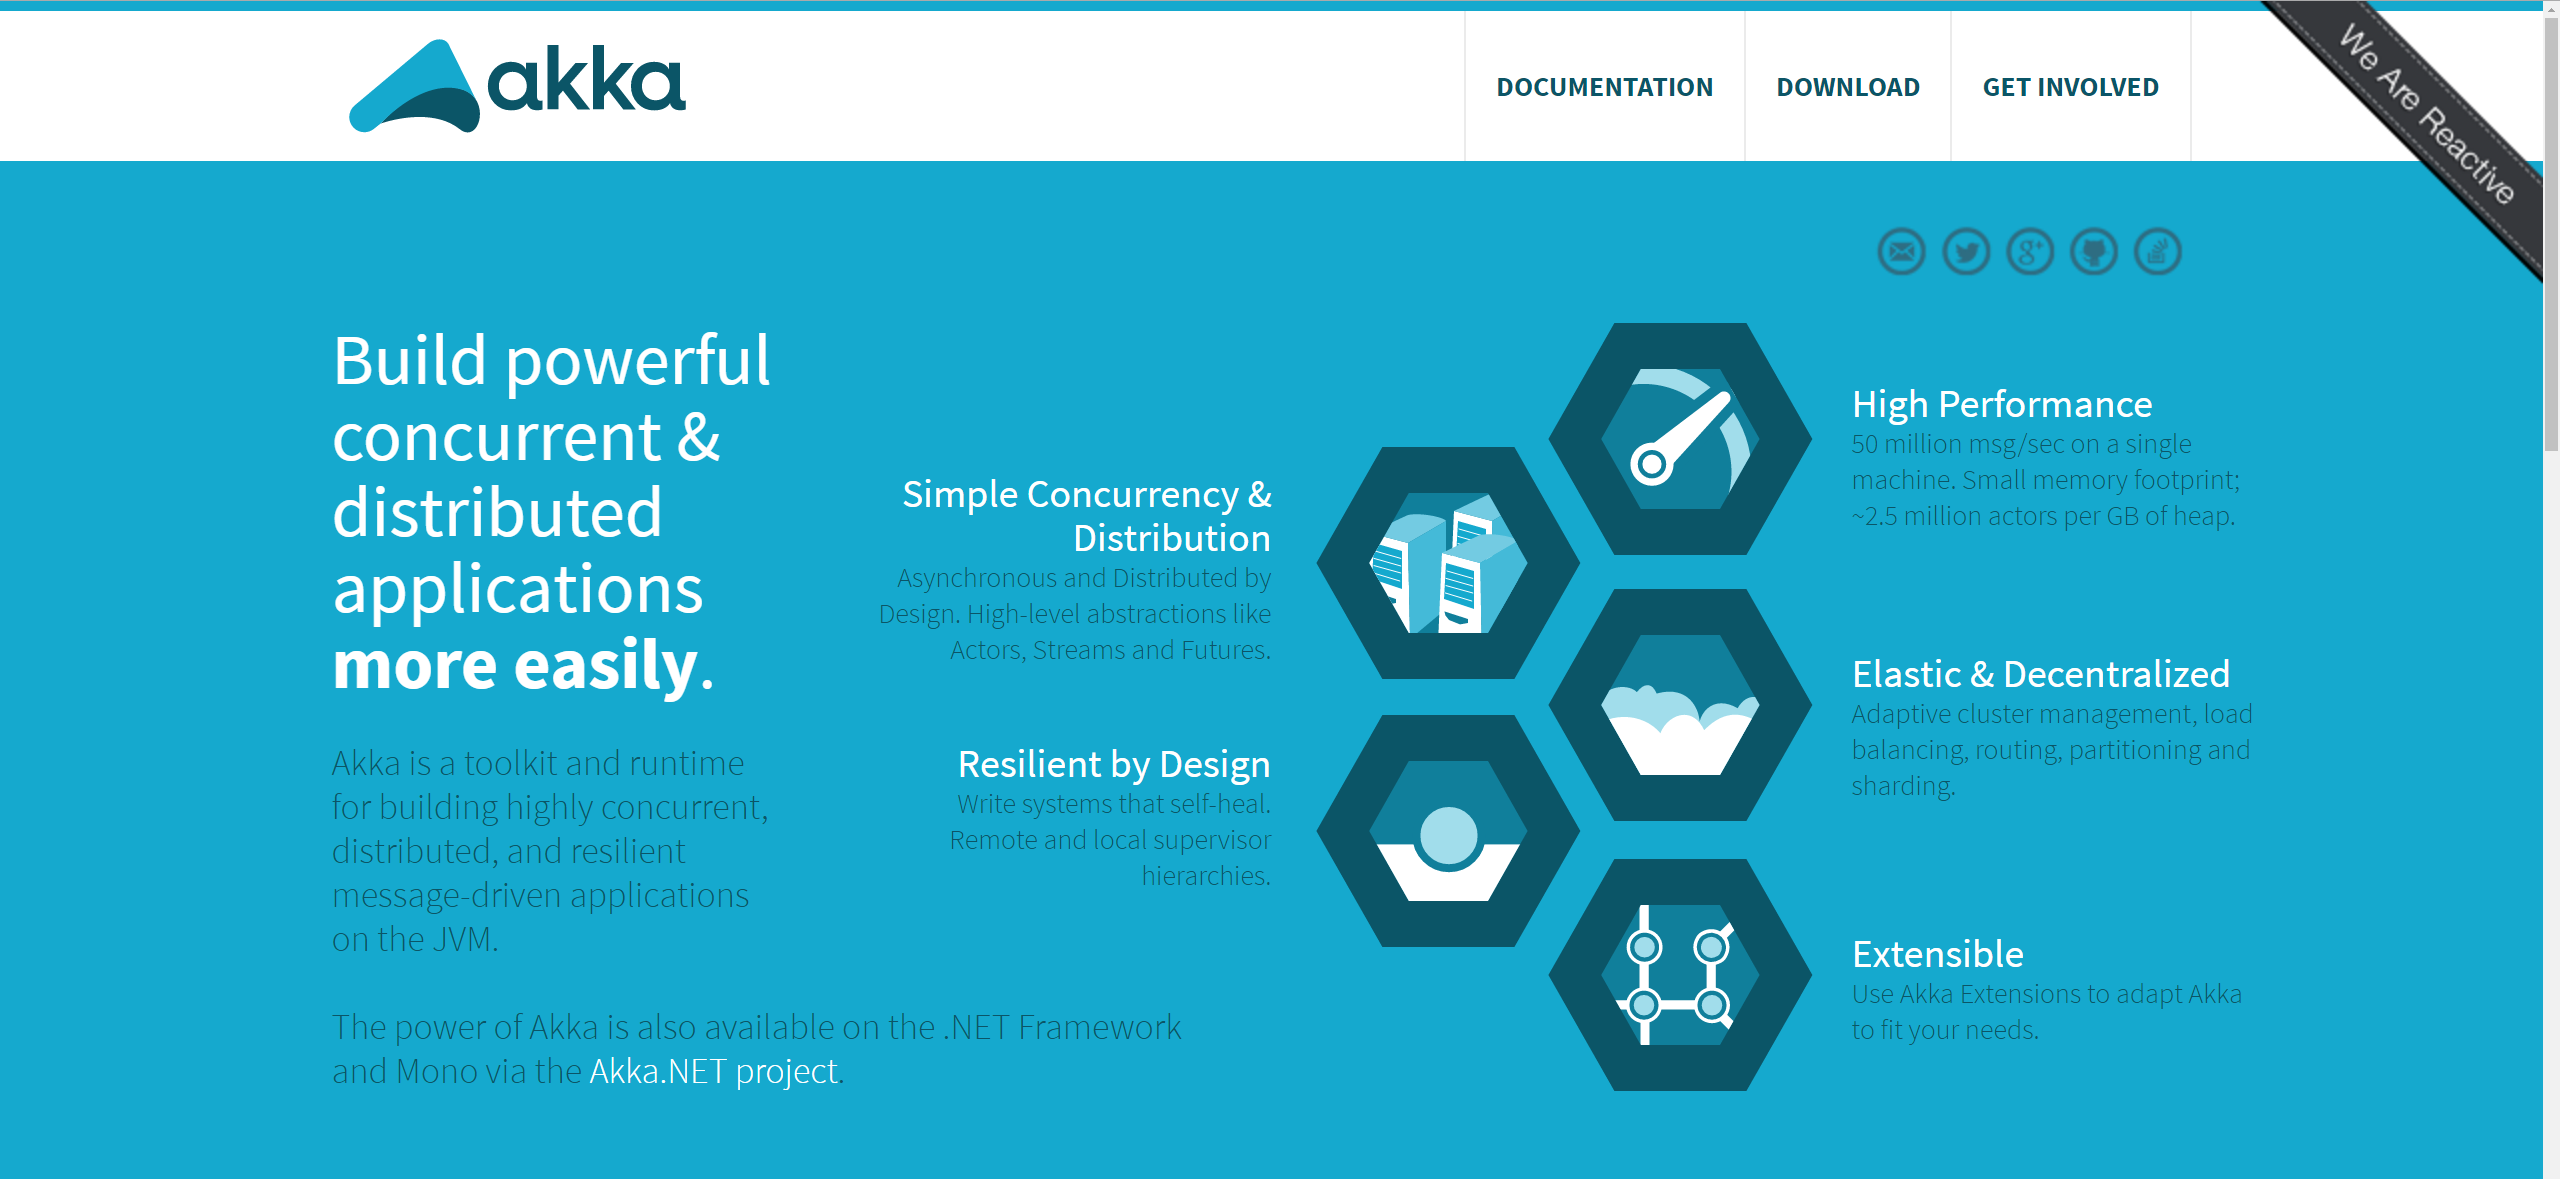 akka
DOCUMENTATION
DOWNLOAD
GET INVOLVED
We Are Reactive
Build powerful
concurrent &
distributed
applications
more easily.
Akka is a toolkit and runtime
for building highly concurrent,
distributed, and resilient
message-driven applications
on the JVM.
The power of Akka is also available on the .NET Framework
and Mono via the Akka.NET project.
Simple Concurrency &
Distribution
Asynchronous and Distributed by
Design. High-level abstractions like
Actors, Streams and Futures.
Resilient by Design
Write systems that self-heal.
Remote and local supervisor
hierarchies.
High Performance
50 million msg/sec on a single
machine. Small memory footprint;
~2.5 million actors per GB of heap.
Elastic & Decentralized
Adaptive cluster management, load
balancing, routing, partitioning and
sharding.
Extensible
Use Akka Extensions to adapt Akka
to fit your needs.